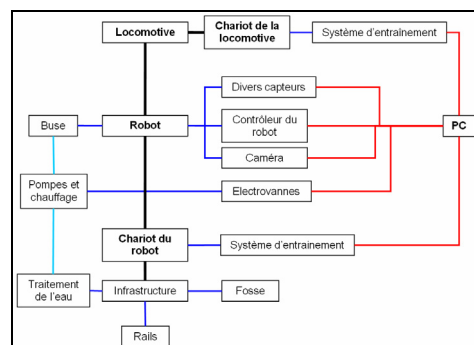 Locomotive
Chariot de la
locomotive
Système d'entraînement
Divers capteurs
Buse
Robot
Contrôleur du
robot
PC
Caméra
Pompes et
chauffage
Electrovannes
Chariot du
robot
Système d'entrainement
Traitement
de l'eau
Infrastructure
Fosse
Rails